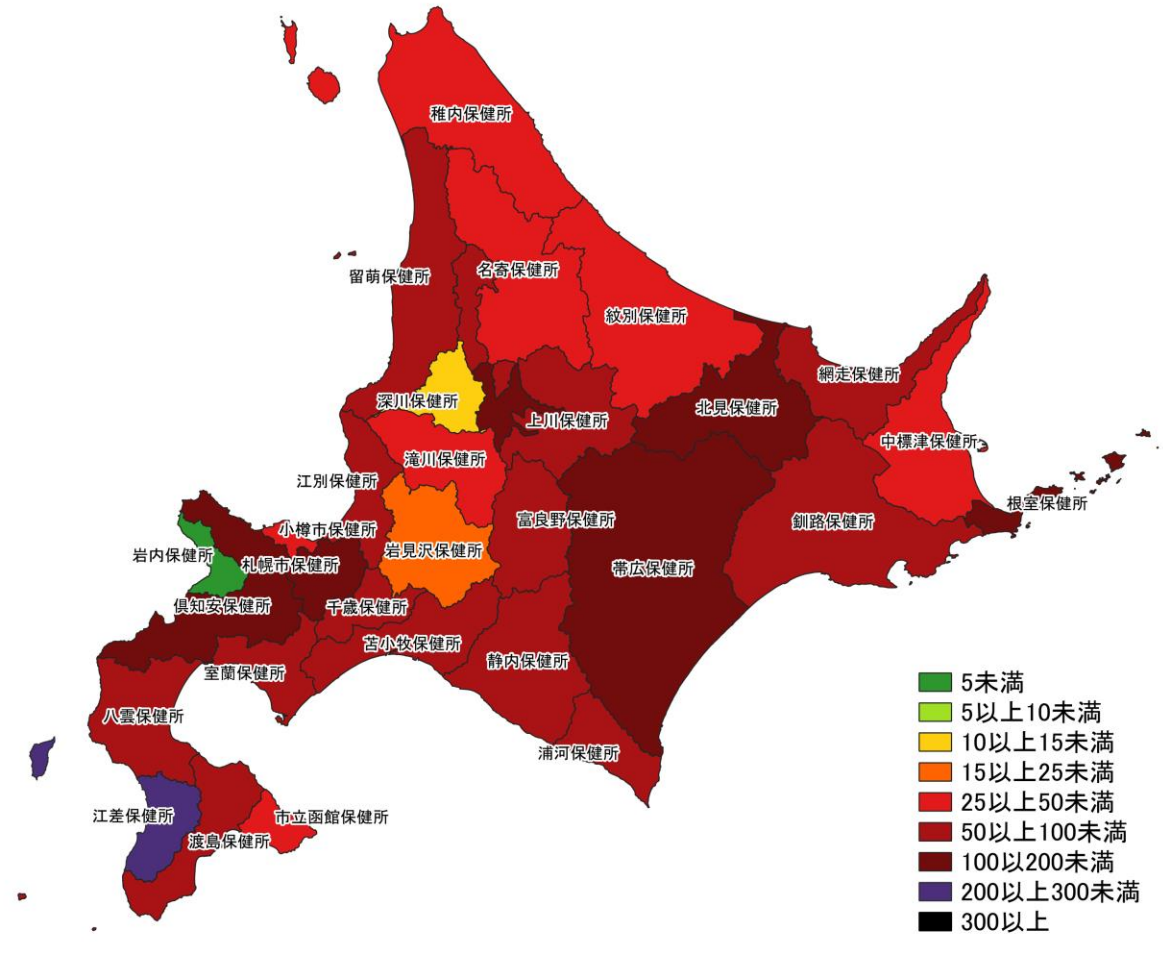 稚内保健所
名寄保健所
留萌保健所
紋別保健所
網走保健所
深川保健所
北見保健所
上川保健所
中標津保健所
滝川保健所
江別保健所
根室保健所
富良野保健所
釧路保健所
小樽市保健所
岩見沢保健所
岩内保健所
札幌市保健所
帯広保健所
倶知安保健所
千歳保健所
苫小牧保健所
静内保健所
室蘭保健所
八雲保健所
浦河保健所
江差保健所
市立函館保健所
渡島保健所
5未満
5以上10未満
10以上15未満
15以上25未満
25以上50未満
50以上100未満
100以200未満
200以上300未満
300以上